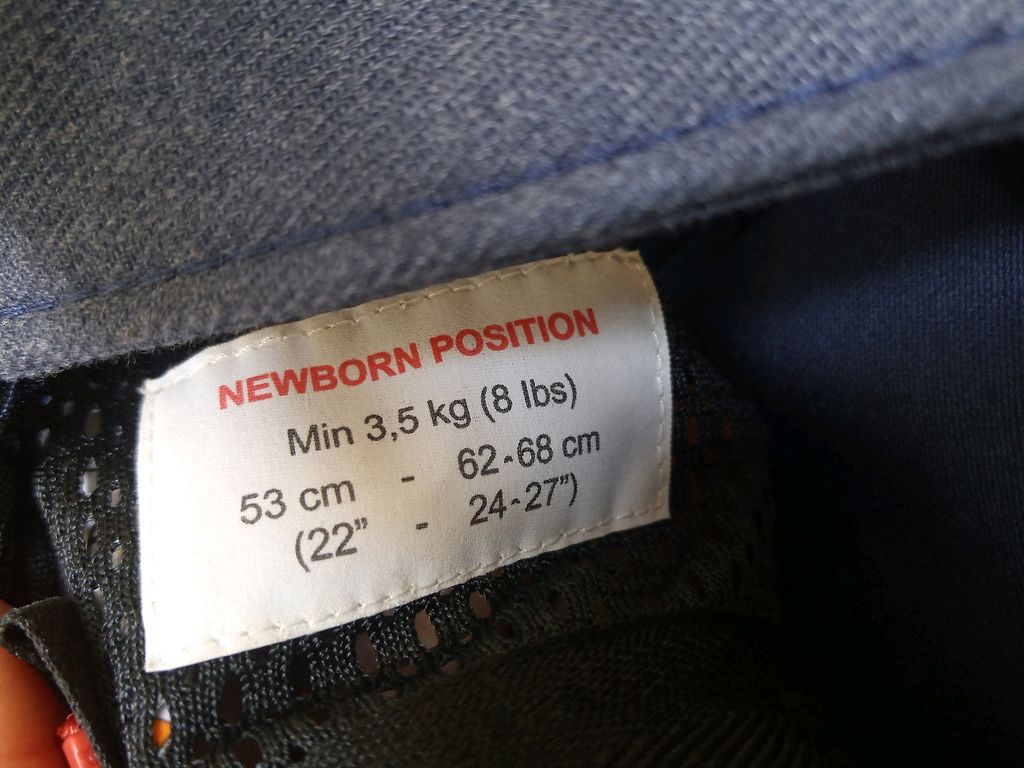 NEWBORN POSITION
Min 3,5 kg (8 lbs)
53 cm - 62-68 cm
(22” - 24-27”)